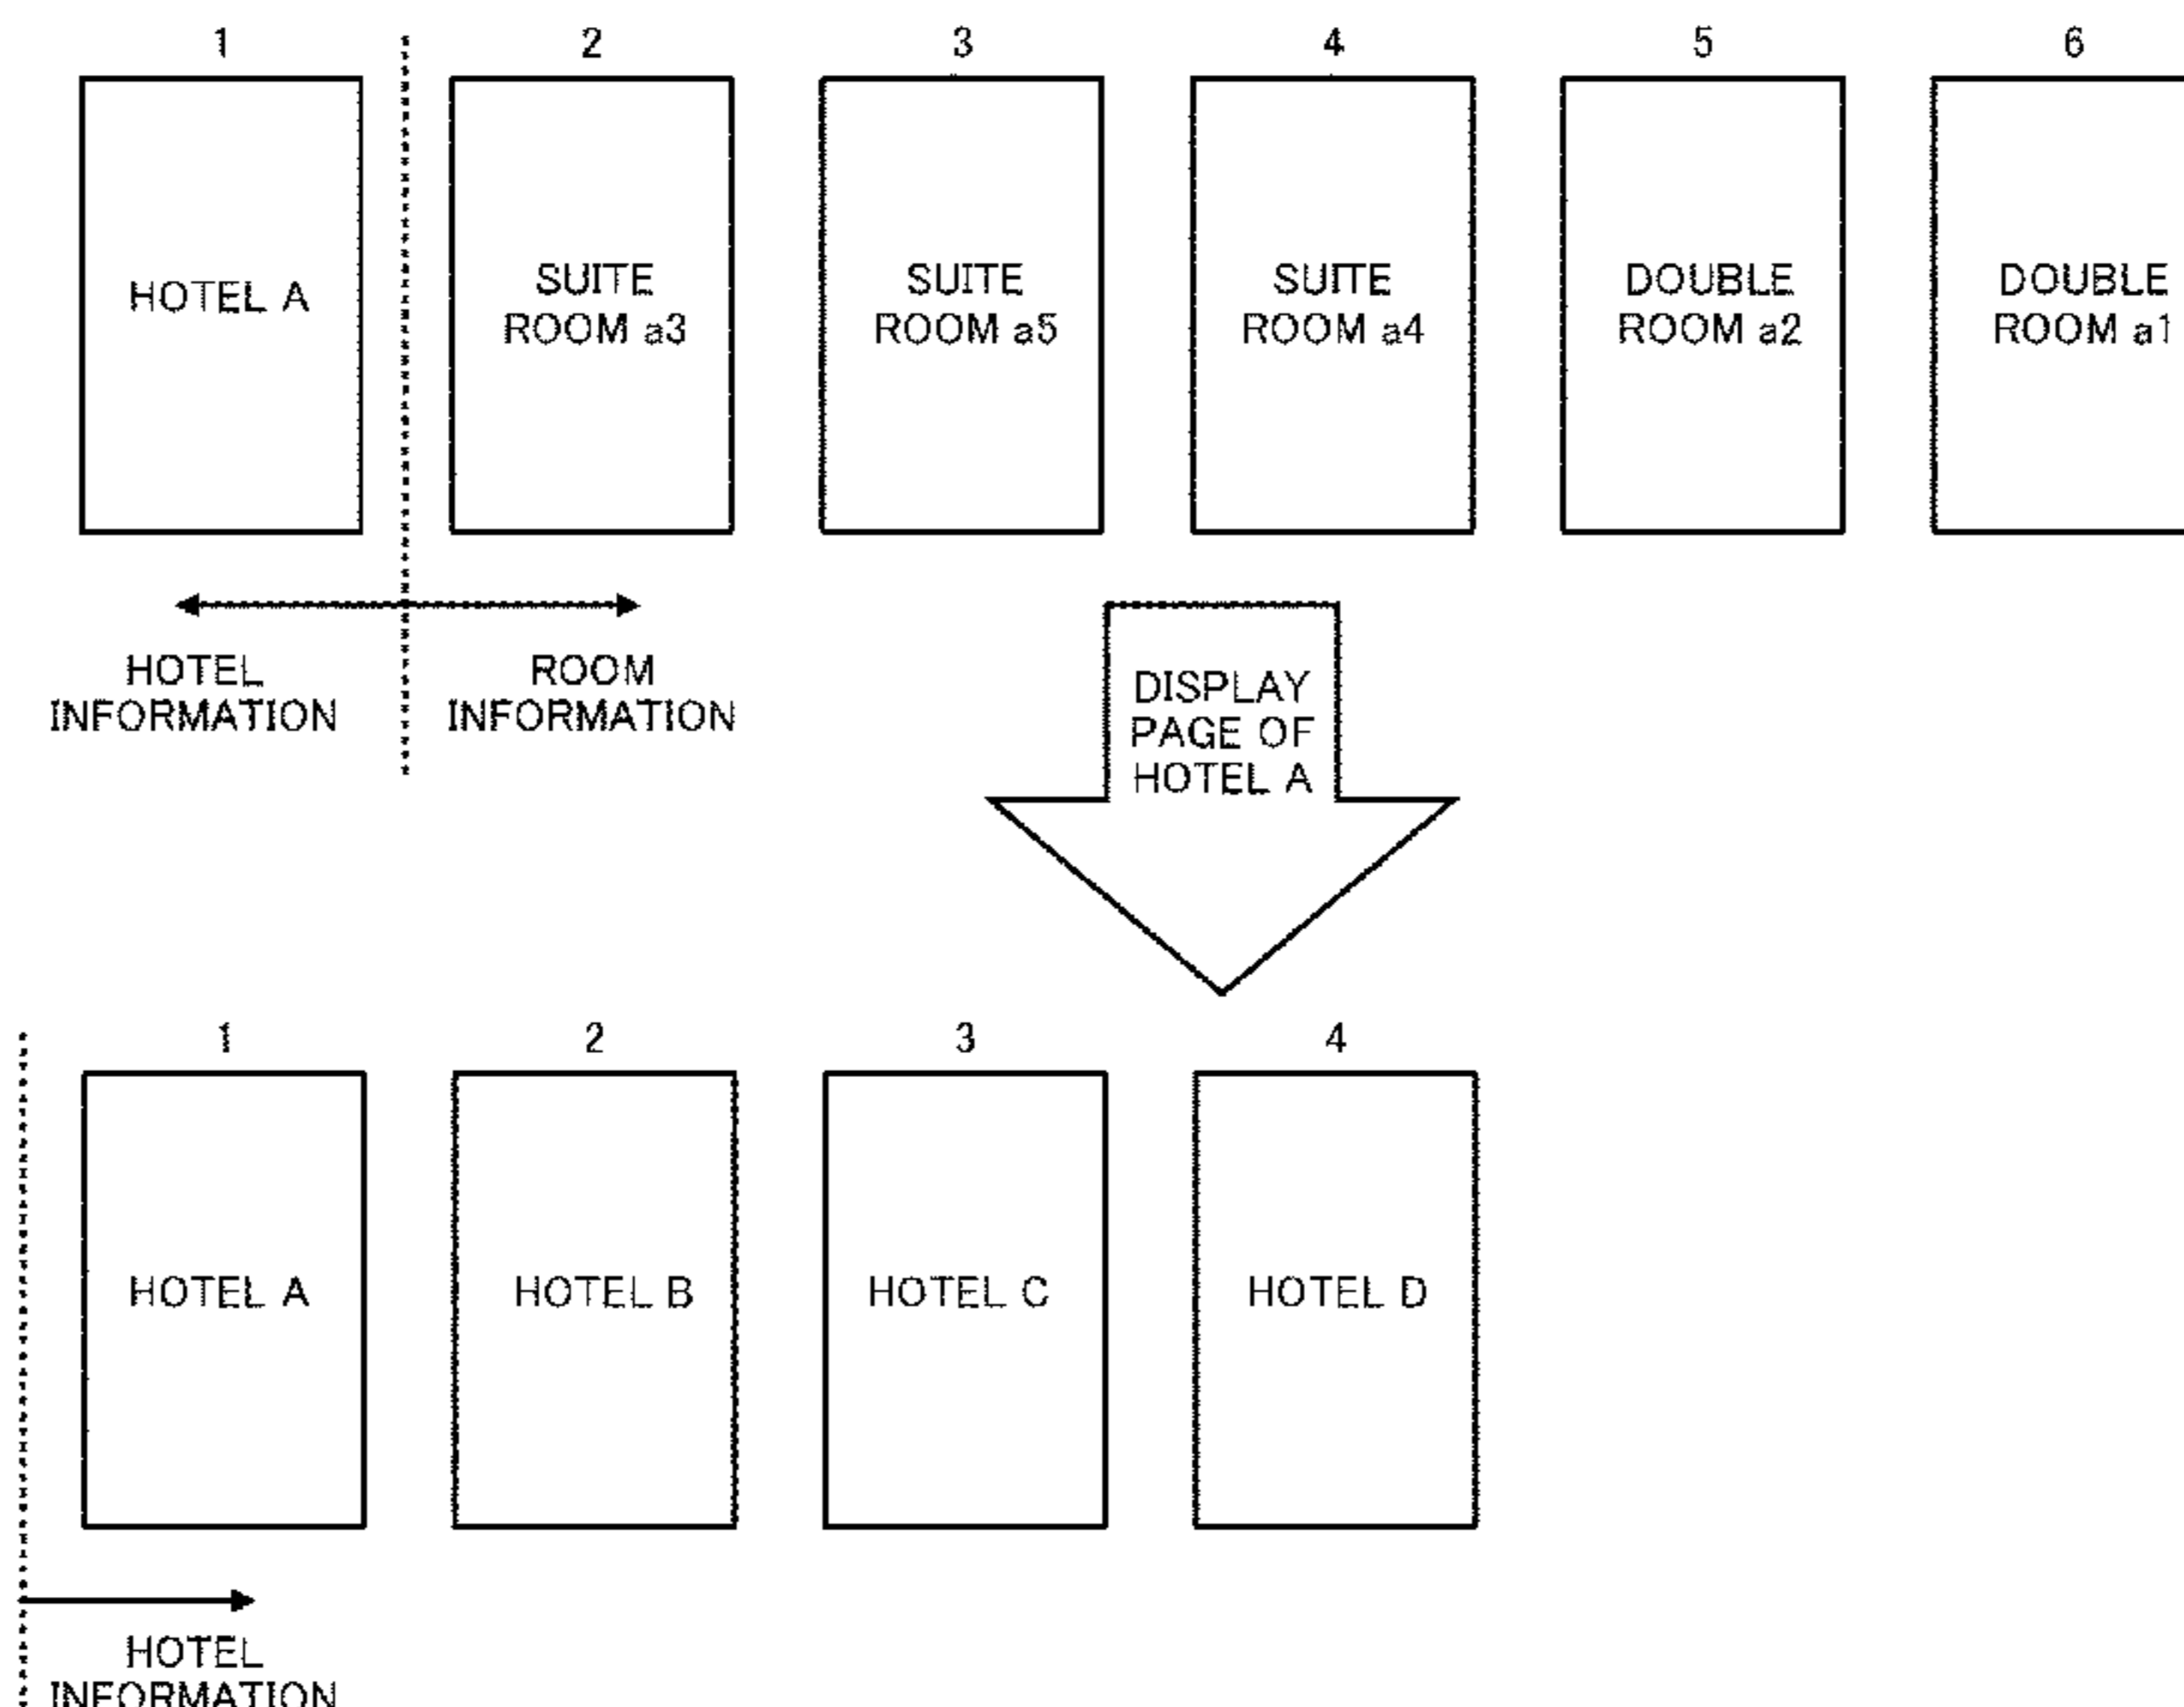 1 2 3 4 5 6
HOTEL A
SUITE
ROOM a3
SUITE
ROOM a5
SUITE
ROOM a4
DOUBLE
ROOM a2
DOUBLE
ROOM a1
HOTEL
INFORMATION
ROOM
INFORMATION
DISPLAY
PAGE OF
HOTEL A
1 2 3 4
HOTEL A
HOTEL B
HOTEL C
HOTEL D
HOTEL
INFORMATION